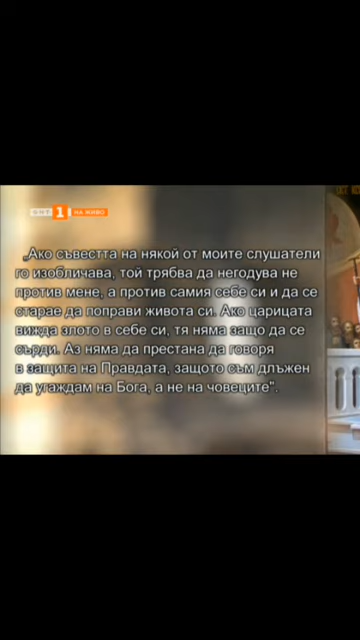 БНТ 1 НА ЖИВО
„Ако съвестта на някой от моите слушатели
го изобличава, той трябва да негодува не
против мене, а против самия себе си и да се
старае да поправи живота си. Ако царицата
вижда злото в себе си, тя няма защо да се
сърди. Аз няма да престана да говоря
в защита на Правдата, защото съм длъжен
да угаждам на Бога, а не на човеците".